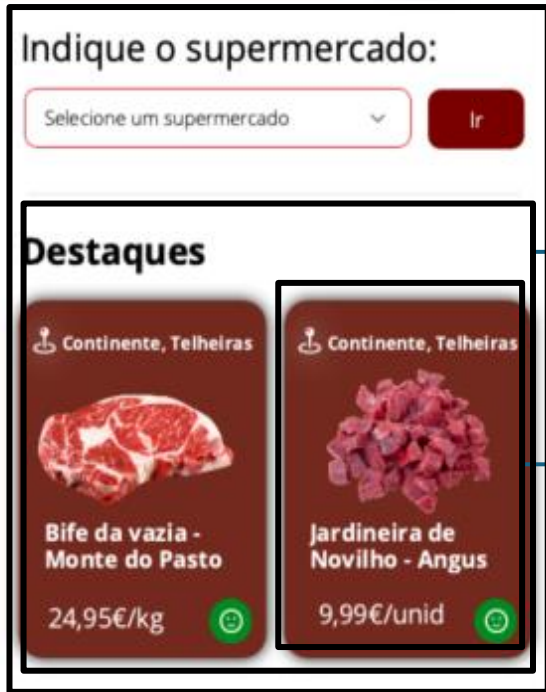 Indique o supermercado:
Selecione um supermercado
Ir
Destaques
Continente, Telheiras
Bife da vazia -
Monte do Pasto
24,95€/kg
Continente, Telheiras
Jardineira de
Novilho - Angus
9,99€/unid